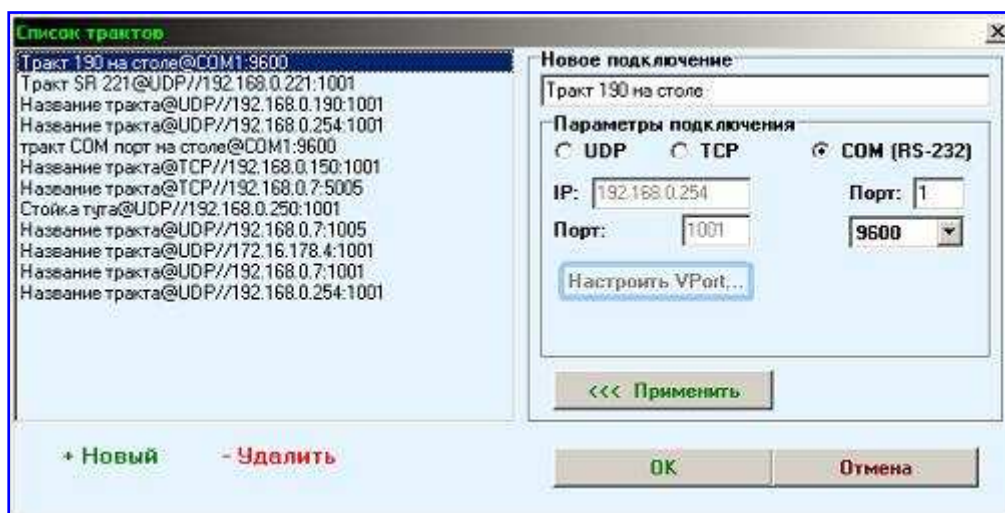 Список трактов
Тракт 190 на столе@COM1:9600
Тракт SR 221@UDP//192.168.0.221:1001
Название тракта@UDP//192.168.0.190:1001
Название тракта@UDP//192.168.0.254:1001
тракт COM порт на столе@COM1:9600
Название тракта@TCP//192.168.0.150:1001
Название тракта@TCP//192.168.0.7:5005
Стойка тута@UDP//192.168.0.250:1001
Название тракта@UDP//192.168.0.7:1005
Название тракта@UDP//172.16.178.4:1001
Название тракта@UDP//192.168.0.7:1001
Название тракта@UDP//192.168.0.254:1001
+ Новый
- Удалить
Новое подключение
Тракт 190 на столе
Параметры подключения
UDP TCP COM (RS-232)
IP: 192.168.0.254 Порт: 1
Порт: 1001 9600
Настроить VPort...
<<< Применить
OK Отмена